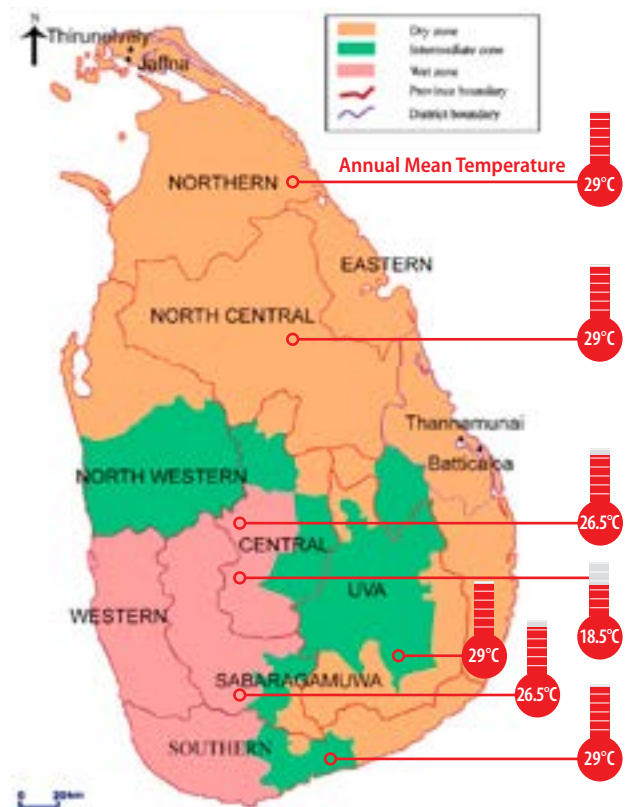 N
Thirunelvely
Jaffna
Dry zone
Intermediate zone
Wet zone
Province boundary
District boundary
Annual Mean Temperature
NORTHERN
29°C
EASTERN
NORTH CENTRAL
29°C
Thannamunai
Batticaloa
NORTH WESTERN
26.5°C
CENTRAL
UVA
WESTERN
18.5°C
29°C
SABARAGAMUWA
26.5°C
SOUTHERN
29°C
0 20km